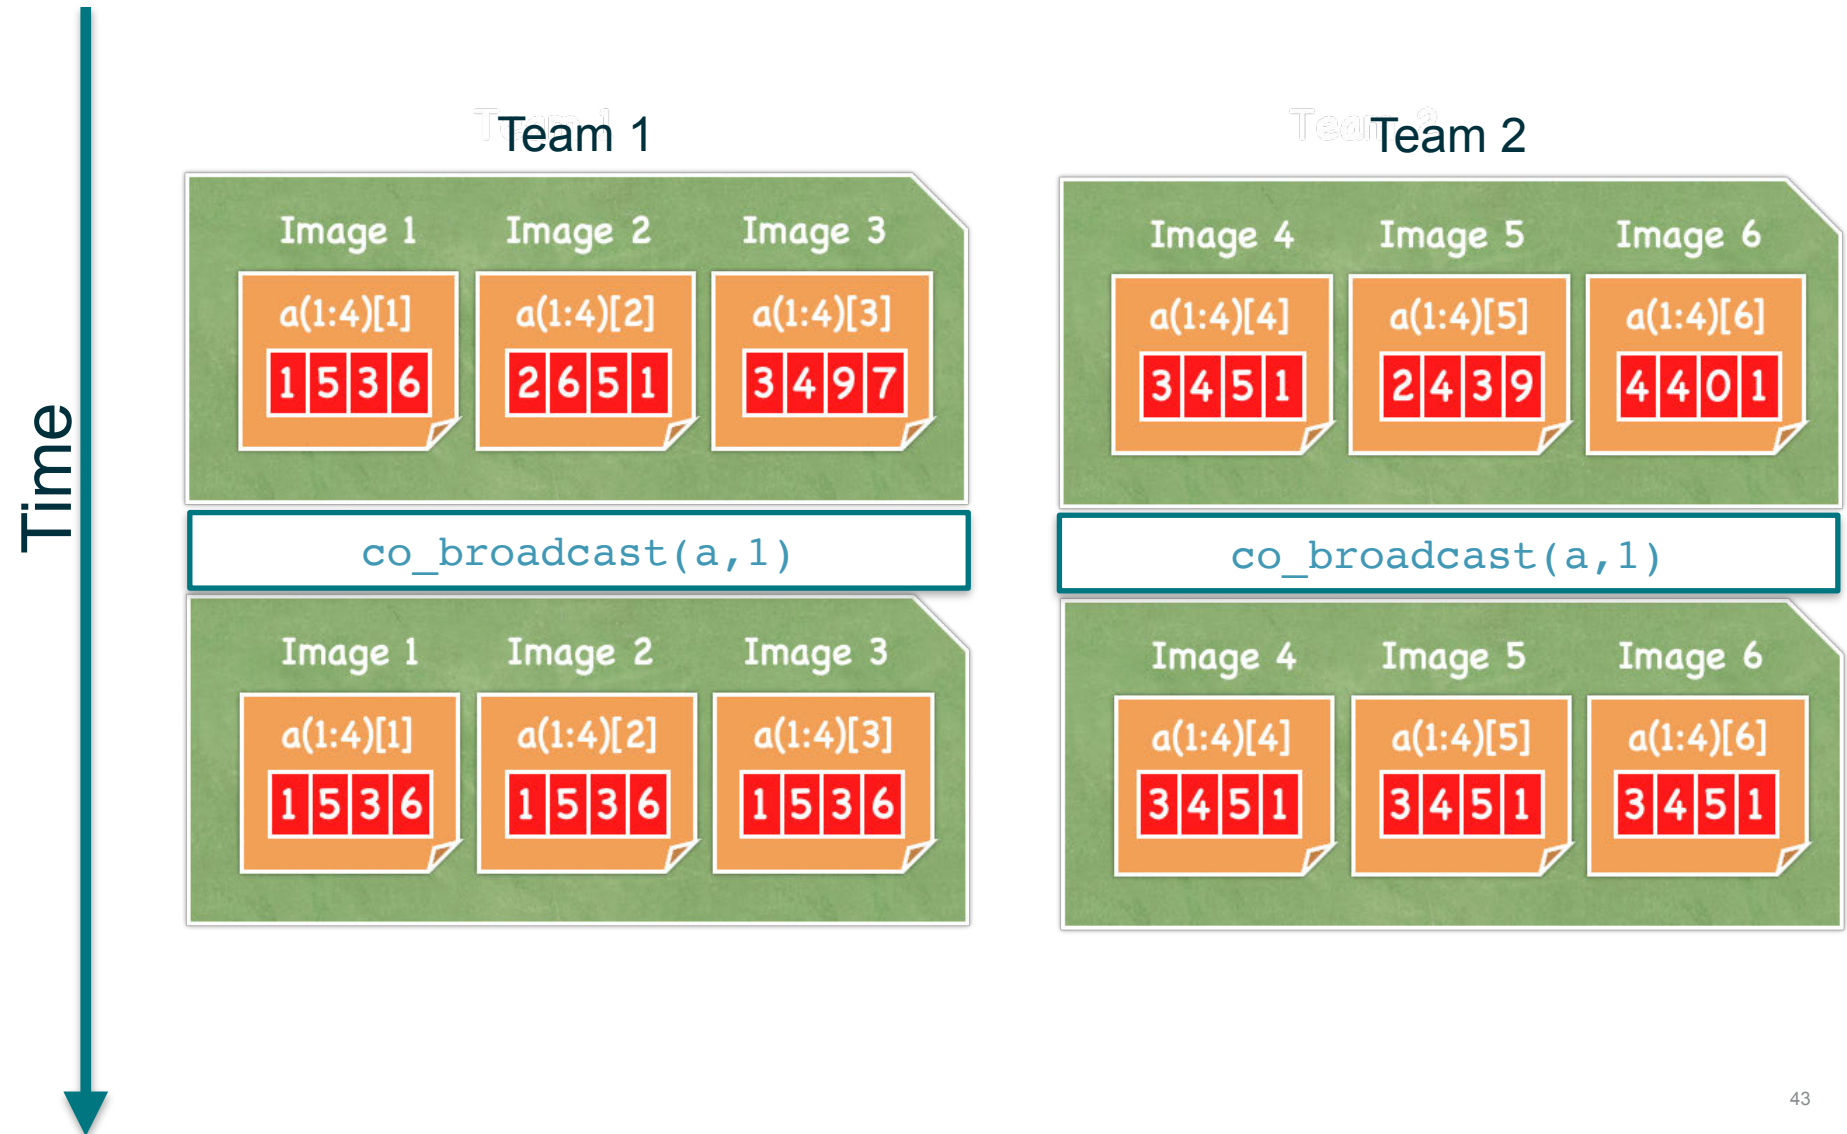 Time
Team 1
Image 1 Image 2 Image 3
a(1:4)[1] a(1:4)[2] a(1:4)[3]
1 5 3 6 2 6 5 1 3 4 9 7
co_broadcast(a,1)
Image 1 Image 2 Image 3
a(1:4)[1] a(1:4)[2] a(1:4)[3]
1 5 3 6 1 5 3 6 1 5 3 6
Team 2
Image 4 Image 5 Image 6
a(1:4)[4] a(1:4)[5] a(1:4)[6]
3 4 5 1 2 4 3 9 4 4 0 1
co_broadcast(a,1)
Image 4 Image 5 Image 6
a(1:4)[4] a(1:4)[5] a(1:4)[6]
3 4 5 1 3 4 5 1 3 4 5 1
43